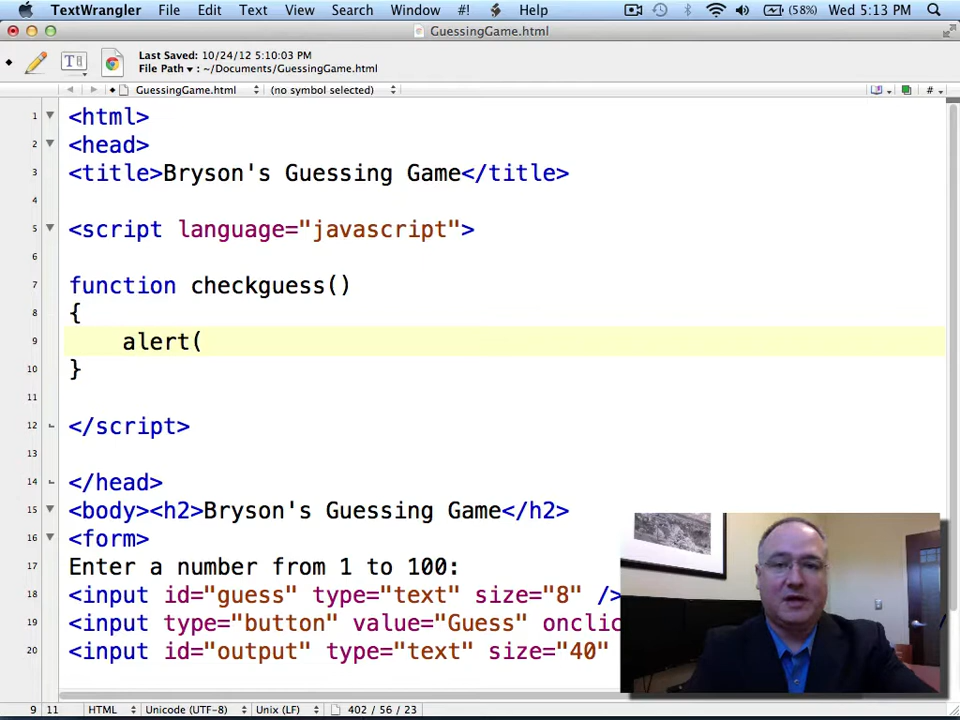 TextWrangler File Edit Text View Search Window #! Help (58%) Wed 5:13 PM
GuessingGame.html
Last Saved: 10/24/12 5:10:03 PM
File Path : ~/Documents/GuessingGame.html
GuessingGame.html (no symbol selected) #
1 <html>
2 <head>
3 <title>Bryson's Guessing Game</title>
4
5 <script language="javascript">
6
7 function checkguess()
8 {
9 alert(
10 }
11
12 </script>
13
14 </head>
15 <body><h2>Bryson's Guessing Game</h2>
16 <form>
17 Enter a number from 1 to 100:
18 <input id="guess" type="text" size="8" />
19 <input type="button" value="Guess" onclic
20 <input id="output" type="text" size="40"
9 11 HTML Unicode (UTF-8) Unix (LF) 402 / 56 / 23